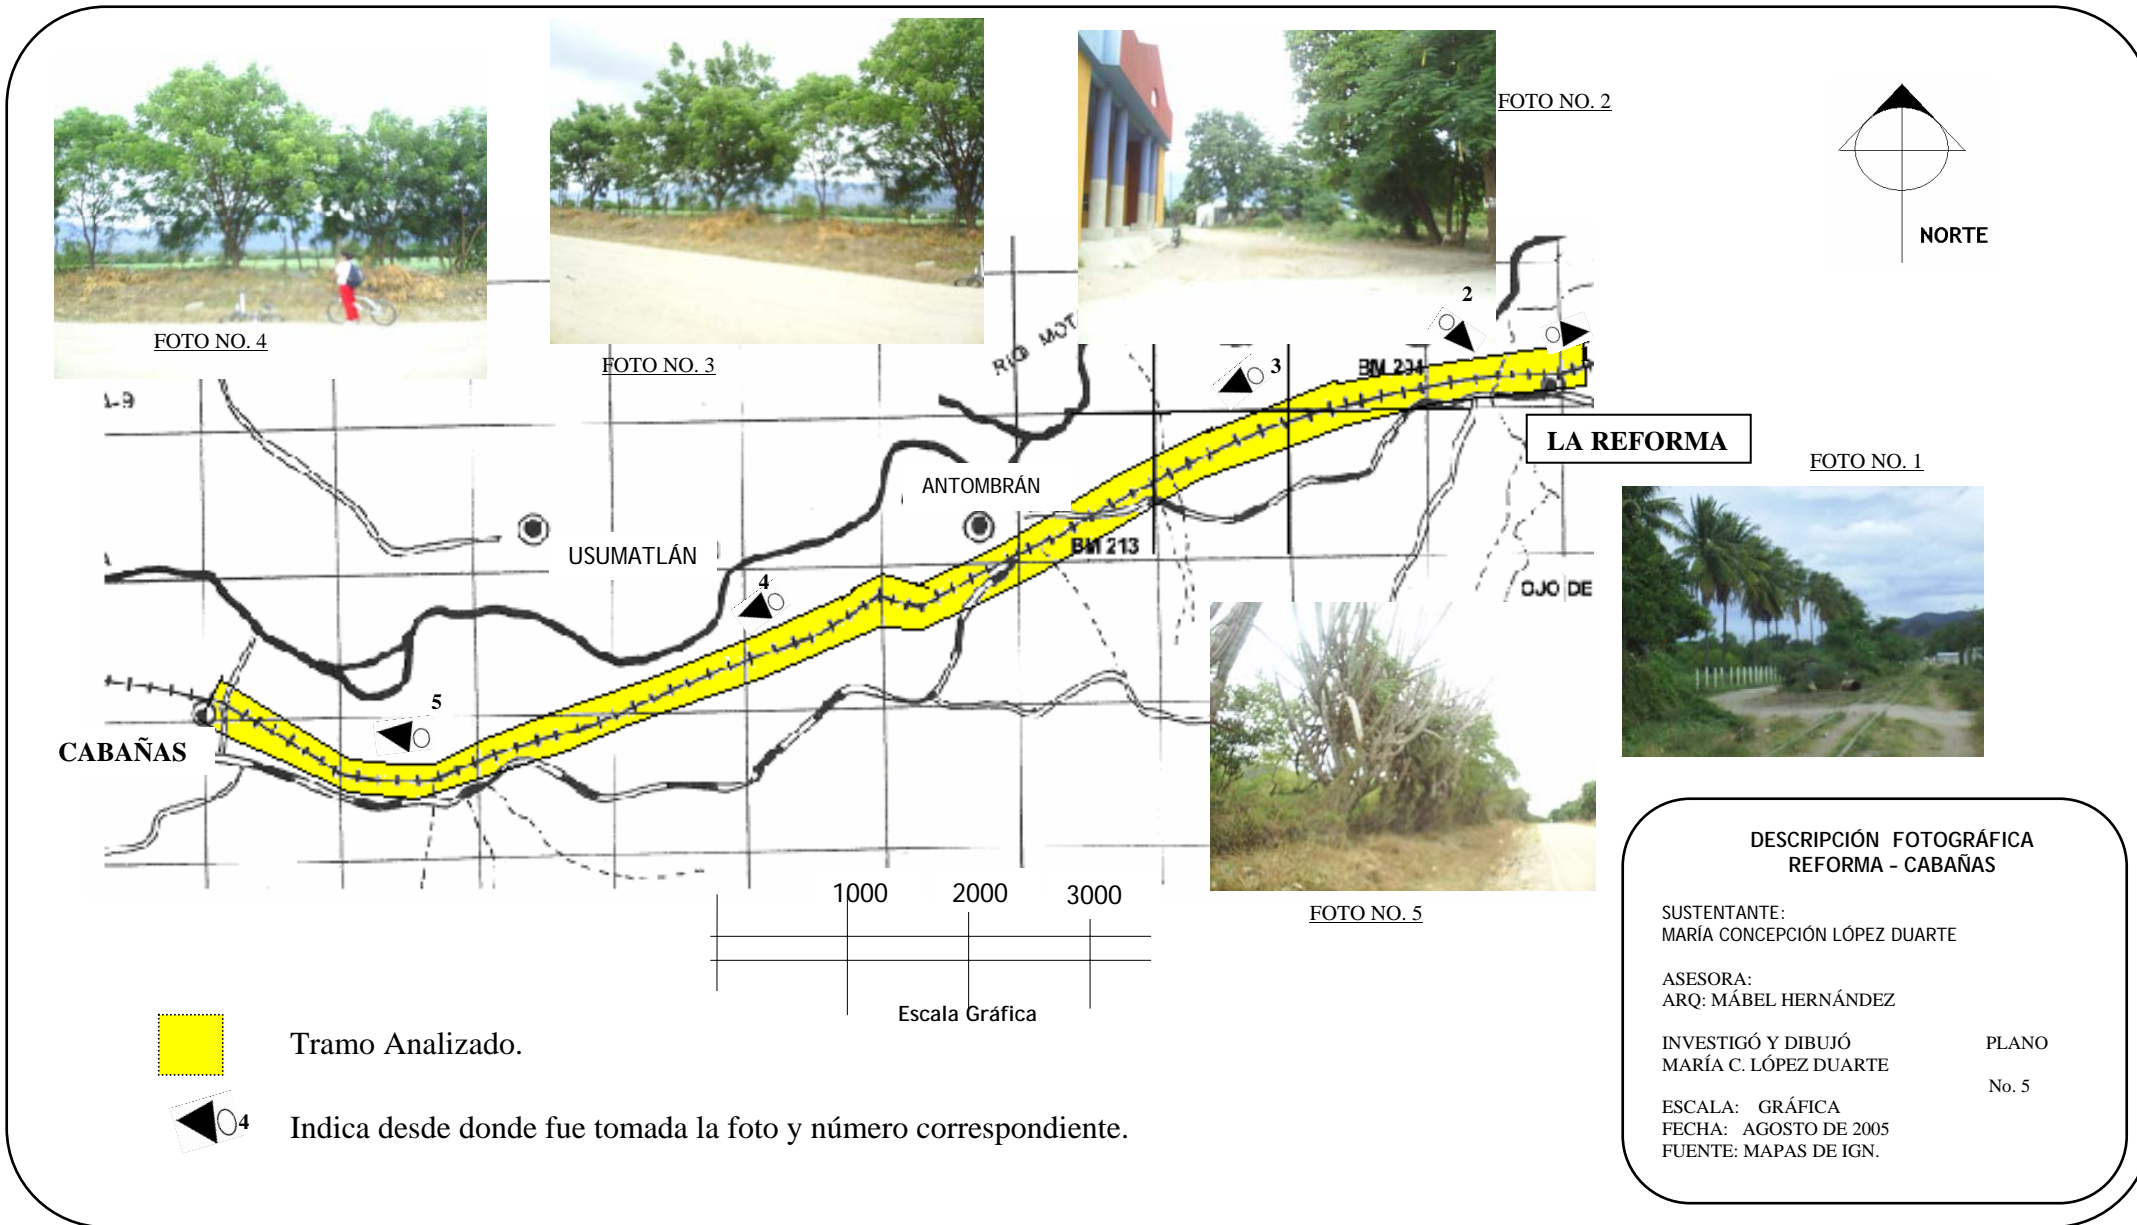 FOTO NO. 4
FOTO NO. 3
FOTO NO. 2
NORTE
2
1
3
RIO MOT
BM 204
LA REFORMA
FOTO NO. 1
ANTOMBRÁN
USUMATLÁN
BM 213
OJO DE
4
5
CABAÑAS
FOTO NO. 5
1000 2000 3000
Escala Gráfica
Tramo Analizado.
4
Indica desde donde fue tomada la foto y número correspondiente.
DESCRIPCIÓN FOTOGRÁFICA
REFORMA - CABAÑAS
SUSTENTANTE:
MARÍA CONCEPCIÓN LÓPEZ DUARTE
ASESORA:
ARQ: MÁBEL HERNÁNDEZ
INVESTIGÓ Y DIBUJÓ PLANO
MARÍA C. LÓPEZ DUARTE
No. 5
ESCALA: GRÁFICA
FECHA: AGOSTO DE 2005
FUENTE: MAPAS DE IGN.